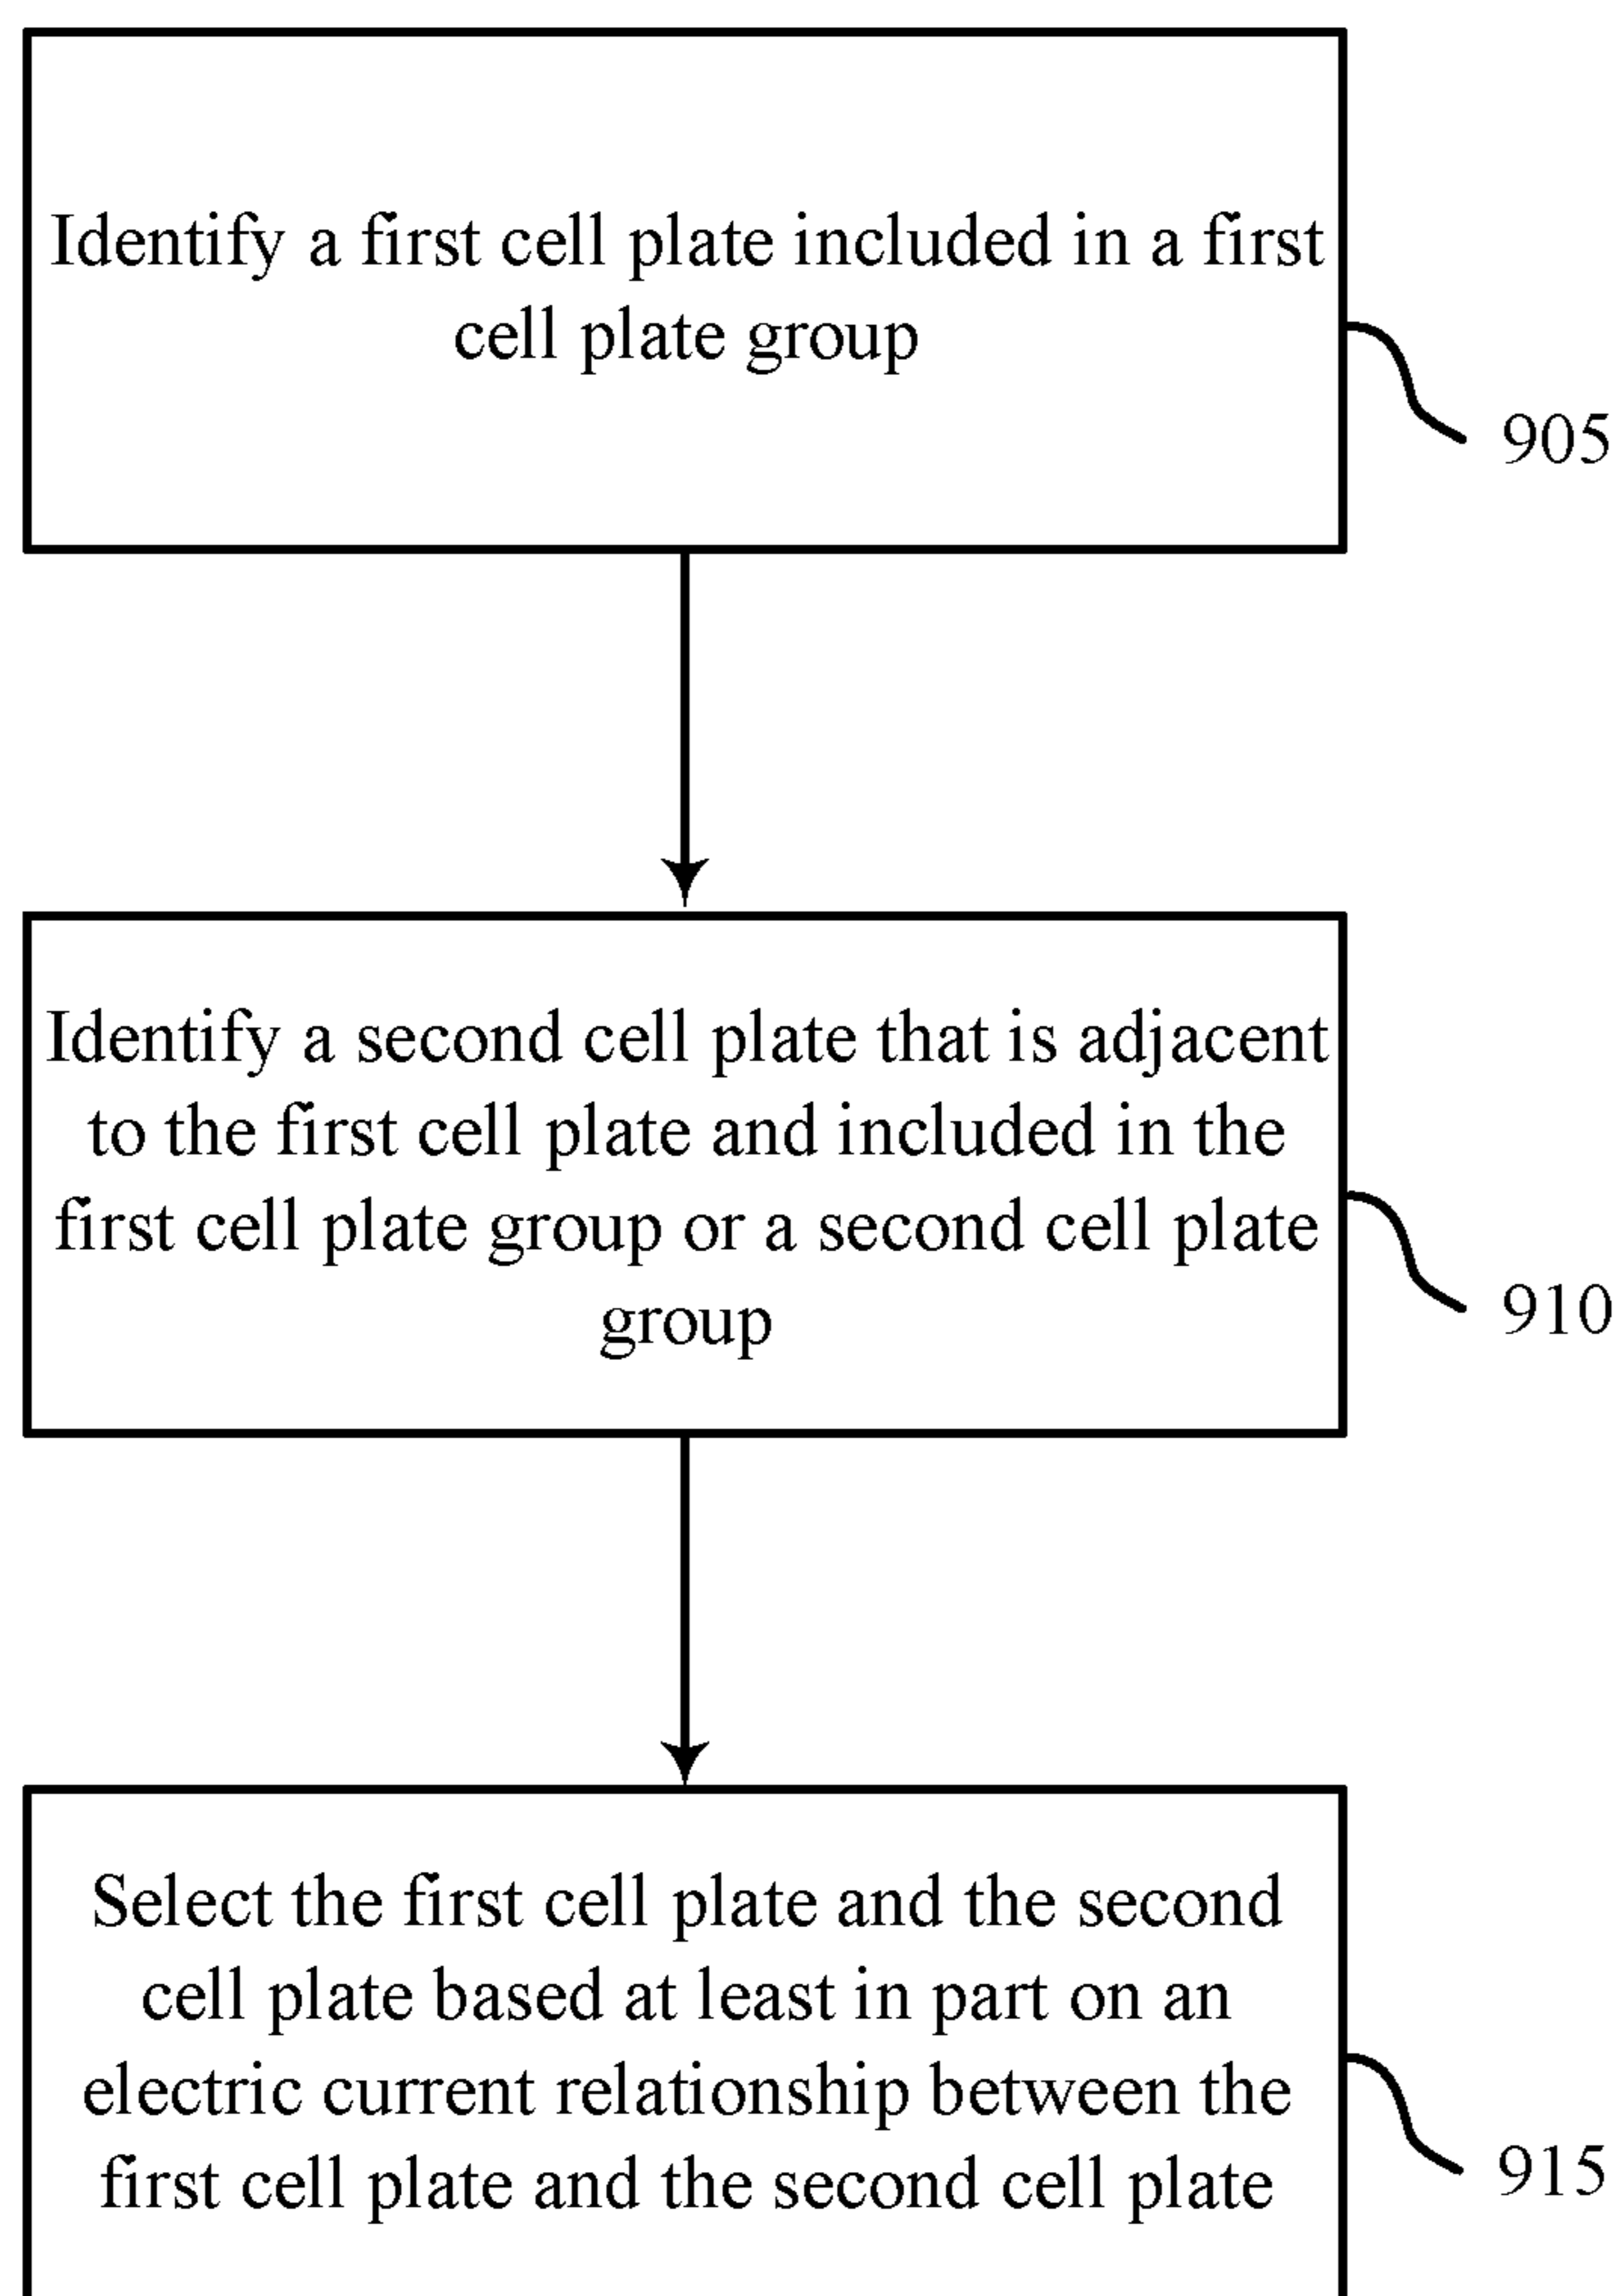 Identify a first cell plate included in a first
cell plate group
905
Identify a second cell plate that is adjacent
to the first cell plate and included in the
first cell plate group or a second cell plate
group
910
Select the first cell plate and the second
cell plate based at least in part on an
electric current relationship between the
first cell plate and the second cell plate
915